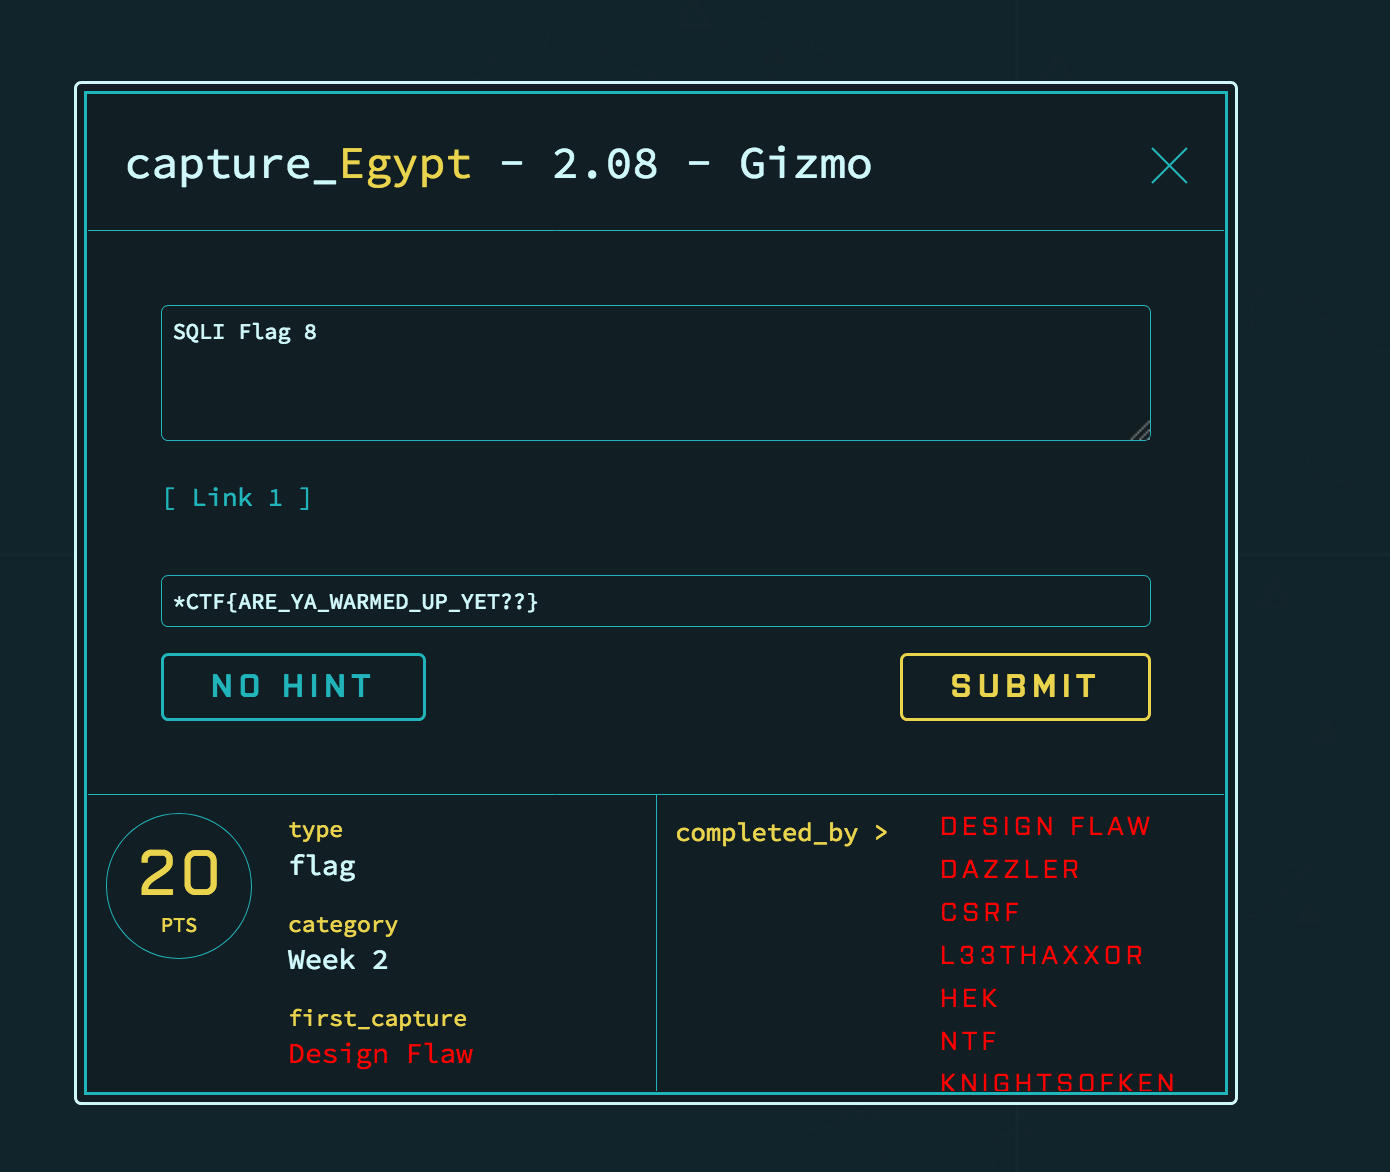 capture_Egypt - 2.08 - Gizmo
SQLI Flag 8
[ Link 1 ]
*CTF{ARE_YA_WARMED_UP_YET??}
NO HINT
SUBMIT
20
PTS
type
flag
category
Week 2
first_capture
Design Flaw
completed_by >
DESIGN FLAW
DAZZLER
CSRF
L33THAXXOR
HEK
NTF
KNIGHTSOFKEN